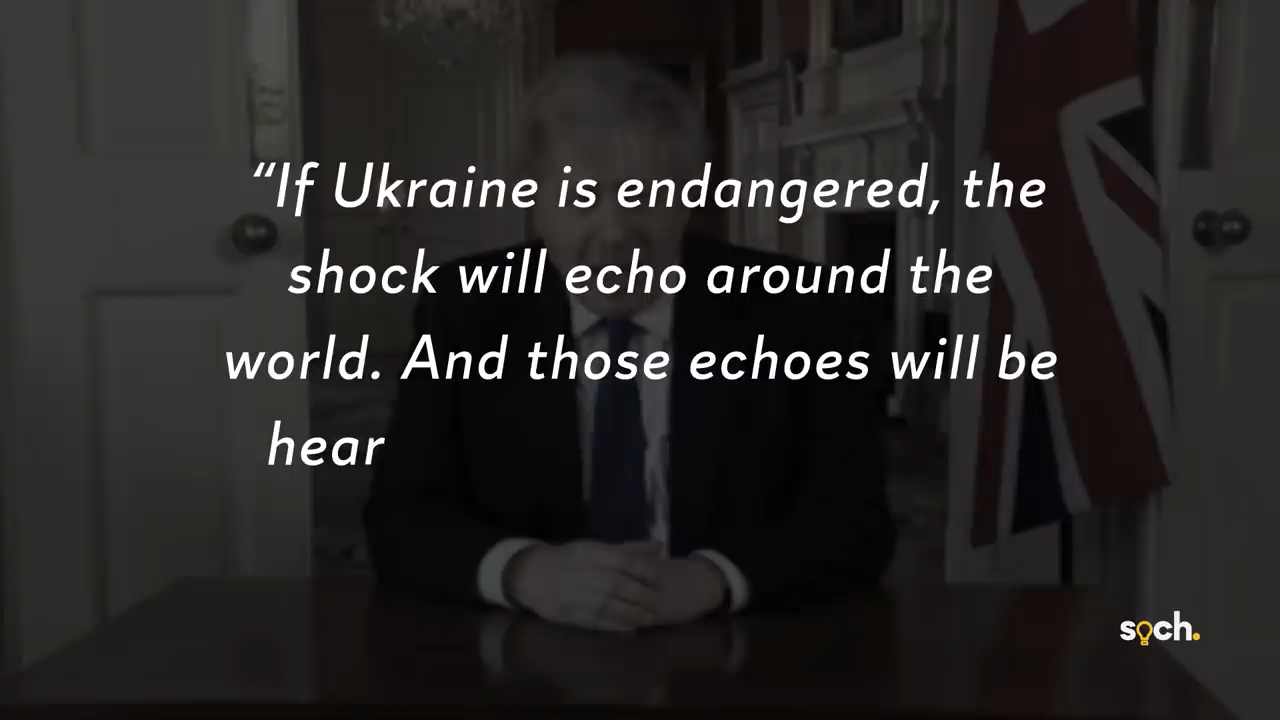 “If Ukraine is endangered, the
shock will echo around the
world. And those echoes will be
hear
soch.